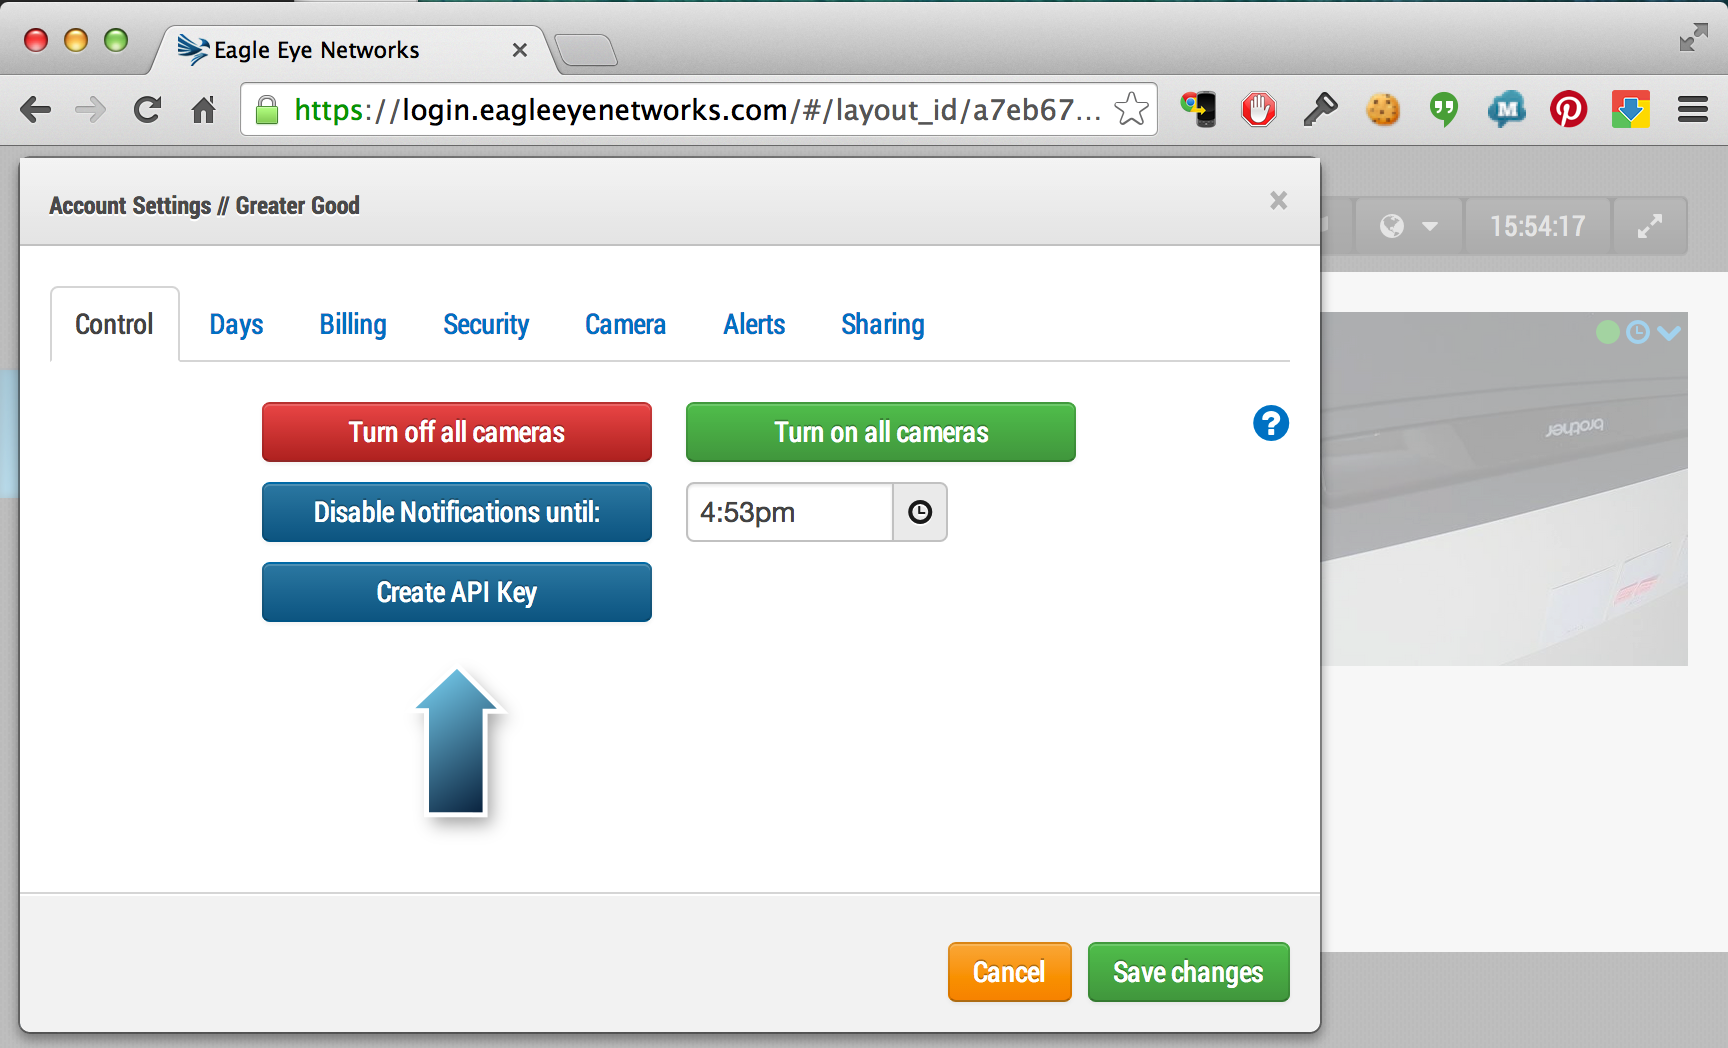 Eagle Eye Networks
https://login.eagleeyenetworks.com/#/layout_id/a7eb67...
M
Account Settings // Greater Good
15:54:17
Control Days Billing Security Camera Alerts Sharing
brother
Turn off all cameras Turn on all cameras
?
Disable Notifications until: 4:53pm
Create API Key
Cancel Save changes